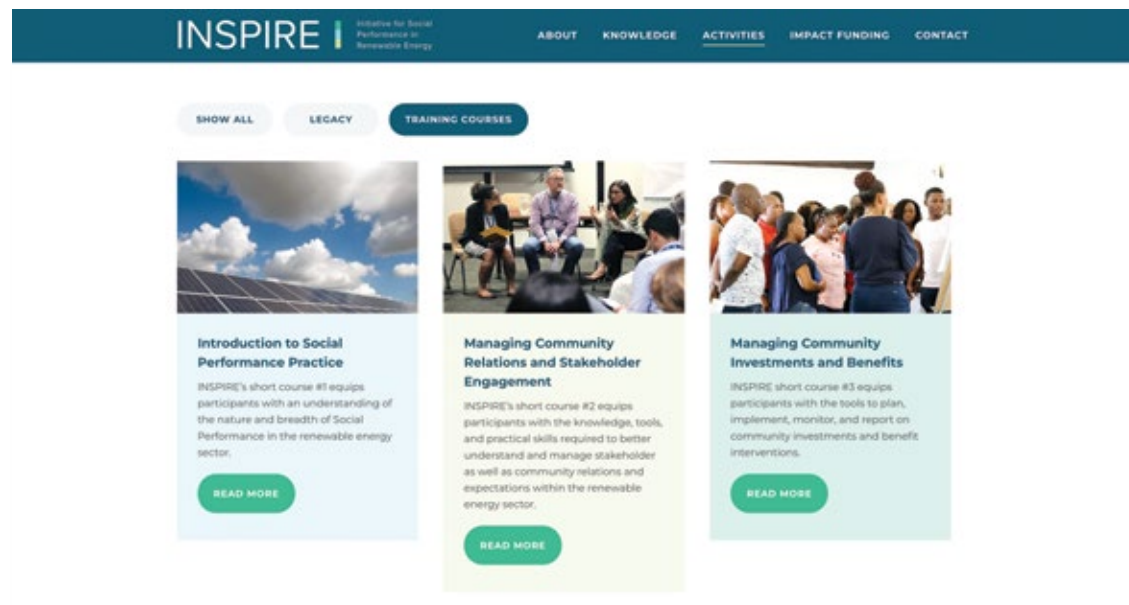 INSPIRE
Initiative for Social
Performance in
Renewable Energy
ABOUT KNOWLEDGE ACTIVITIES IMPACT FUNDING CONTACT
SHOW ALL LEGACY TRAINING COURSES
Introduction to Social
Performance Practice
INSPIRE's short course #1 equips
participants with an understanding of
the nature and breadth of Social
Performance in the renewable energy
sector.
READ MORE
Managing Community
Relations and Stakeholder
Engagement
INSPIRE's short course #2 equips
participants with the knowledge, tools,
and practical skills required to better
understand and manage stakeholder
as well as community relations and
expectations within the renewable
energy sector.
READ MORE
Managing Community
Investments and Benefits
INSPIRE short course #3 equips
participants with the tools to plan,
implement, monitor, and report on
community investments and benefit
interventions.
READ MORE